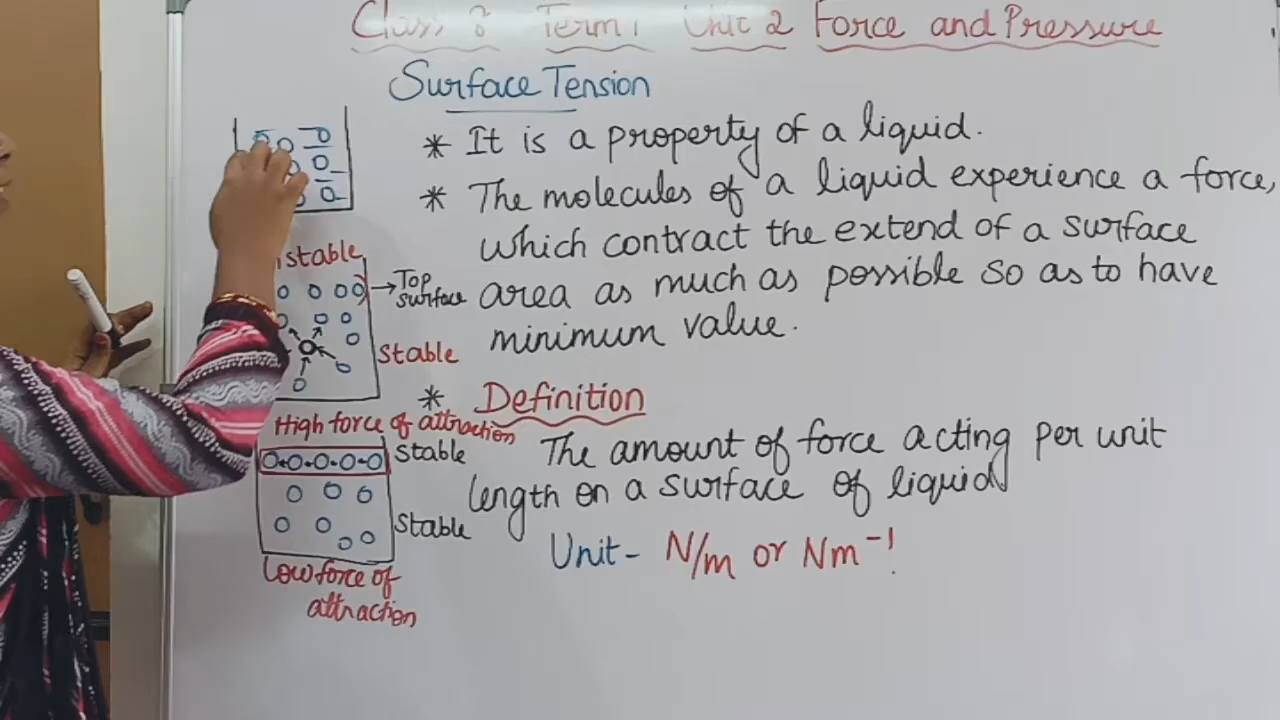 Class 8 Term 1 Unit 2 Force and Pressure
Surface Tension
* It is a property of a liquid.
* The molecules of a liquid experience a force,
which contract the extend of a surface
area as much as possible so as to have
minimum value.
* Definition
The amount of force acting per unit
length on a surface of liquid
Unit- N/m or Nm⁻¹
stable
Top
surface
stable
High force of attraction
stable
stable
Low force of
attraction